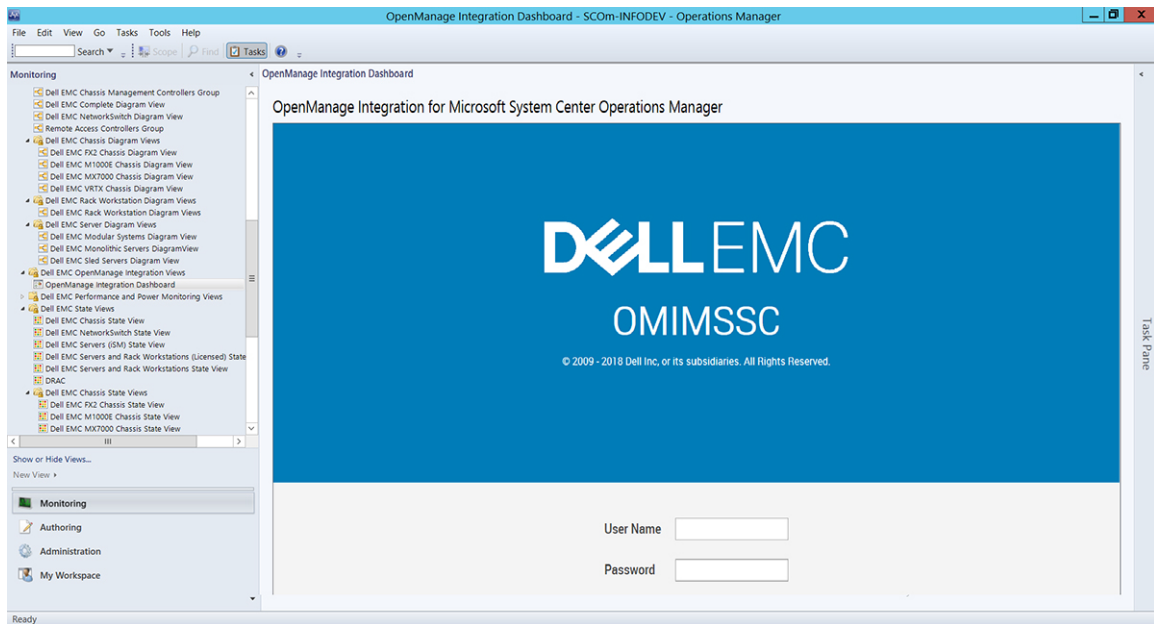 OpenManage Integration Dashboard - SCOm-INFODEV - Operations Manager
File Edit View Go Tasks Tools Help
Search Scope Find Tasks
Monitoring
Dell EMC Chassis Management Controllers Group
Dell EMC Complete Diagram View
Dell EMC NetworkSwitch Diagram View
Remote Access Controllers Group
Dell EMC Chassis Diagram Views
Dell EMC FX2 Chassis Diagram View
Dell EMC M1000E Chassis Diagram View
Dell EMC MX7000 Chassis Diagram View
Dell EMC VRTX Chassis Diagram View
Dell EMC Rack Workstation Diagram Views
Dell EMC Rack Workstation Diagram Views
Dell EMC Server Diagram Views
Dell EMC Modular Systems Diagram View
Dell EMC Monolithic Servers DiagramView
Dell EMC Sled Servers Diagram View
Dell EMC OpenManage Integration Views
OpenManage Integration Dashboard
Dell EMC Performance and Power Monitoring Views
Dell EMC State Views
Dell EMC Chassis State View
Dell EMC NetworkSwitch State View
Dell EMC Servers (iSM) State View
Dell EMC Servers and Rack Workstations (Licensed) State
Dell EMC Servers and Rack Workstations State View
DRAC
Dell EMC Chassis State Views
Dell EMC FX2 Chassis State View
Dell EMC M1000E Chassis State View
Dell EMC MX7000 Chassis State View
Show or Hide Views...
New View
Monitoring
Authoring
Administration
My Workspace
OpenManage Integration Dashboard
OpenManage Integration for Microsoft System Center Operations Manager
DELLEMC
OMIMSSC
© 2009 - 2018 Dell Inc, or its subsidiaries. All Rights Reserved.
User Name
Password
Task Pane
Ready